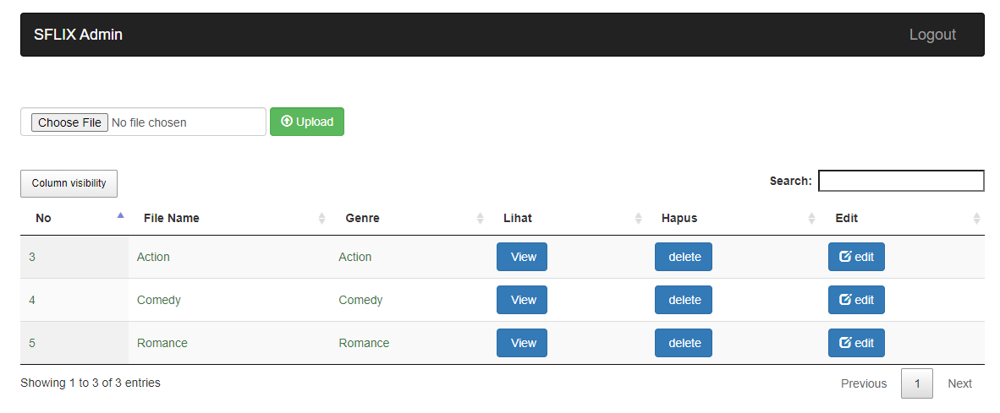 SFLIX Admin Logout
Choose File No file chosen Upload
Column visibility Search:
No File Name Genre Lihat Hapus Edit
3 Action Action View delete edit
4 Comedy Comedy View delete edit
5 Romance Romance View delete edit
Showing 1 to 3 of 3 entries Previous 1 Next